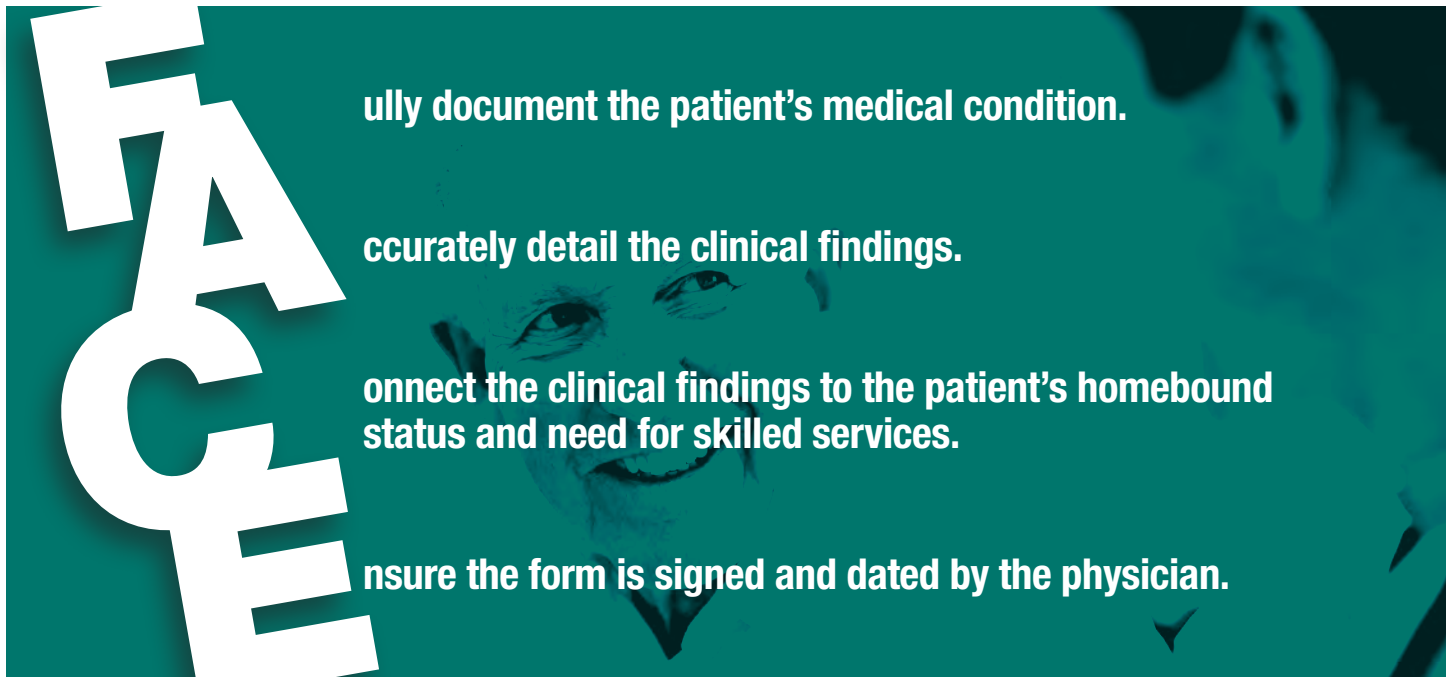 FACE
ully document the patient’s medical condition.
ccurately detail the clinical findings.
onnect the clinical findings to the patient’s homebound
status and need for skilled services.
nsure the form is signed and dated by the physician.